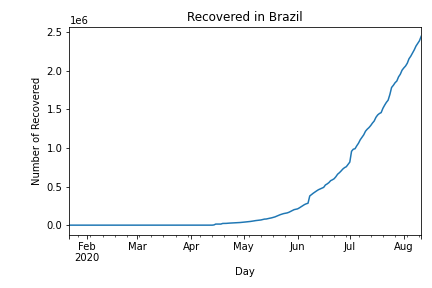 Recovered in Brazil
1e6
2.5
2.0
1.5
1.0
0.5
0.0
Number of Recovered
Feb Mar Apr May Jun Jul Aug
2020
Day